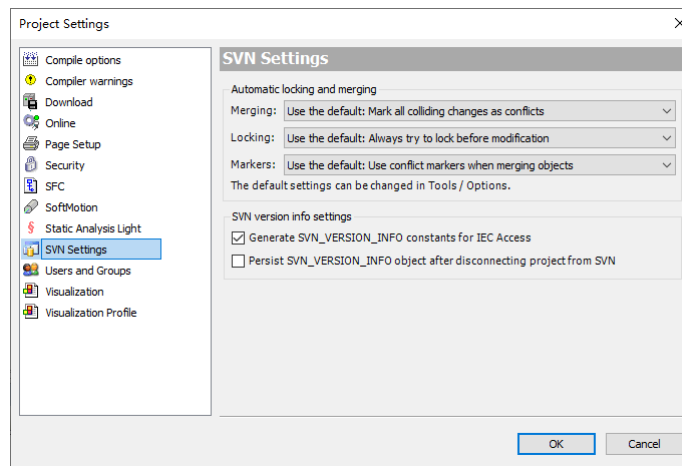 Project Settings
Compile options
Compiler warnings
Download
Online
Page Setup
Security
SFC
SoftMotion
Static Analysis Light
SVN Settings
Users and Groups
Visualization
Visualization Profile
SVN Settings
Automatic locking and merging
Merging: Use the default: Mark all colliding changes as conflicts
Locking: Use the default: Always try to lock before modification
Markers: Use the default: Use conflict markers when merging objects
The default settings can be changed in Tools / Options.
SVN version info settings
Generate SVN_VERSION_INFO constants for IEC Access
Persist SVN_VERSION_INFO object after disconnecting project from SVN
OK Cancel